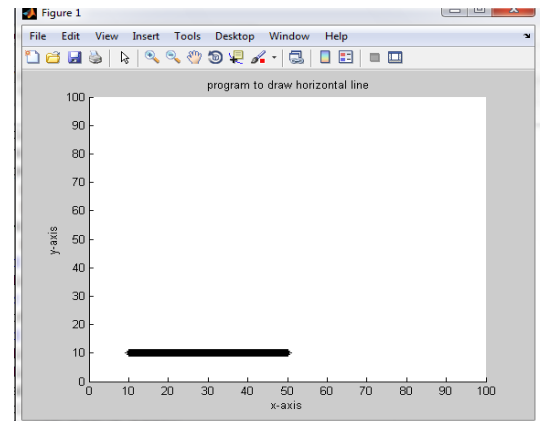 Figure 1
File Edit View Insert Tools Desktop Window Help
program to draw horizontal line
100
90
80
70
60
50
40
30
20
10
0
y-axis
0 10 20 30 40 50 60 70 80 90 100
x-axis